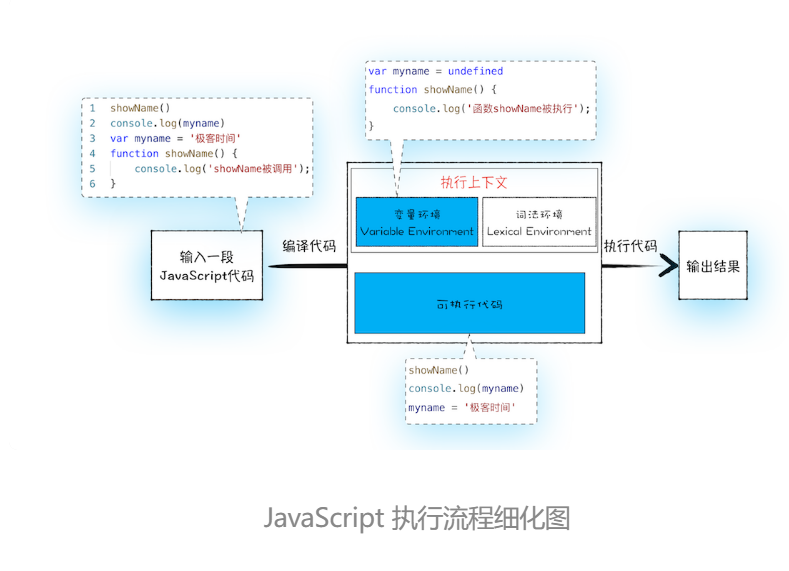 var myname = undefined
function showName() {
console.log('函数showName被执行');
}
1 showName()
2 console.log(myname)
3 var myname = '极客时间'
4 function showName() {
5 console.log('showName被调用');
6 }
执行上下文
变量环境
Variable Environment
词法环境
Lexical Environment
输入一段
JavaScript代码
编译代码
执行代码
输出结果
可执行代码
showName()
console.log(myname)
myname = '极客时间'
JavaScript 执行流程细化图